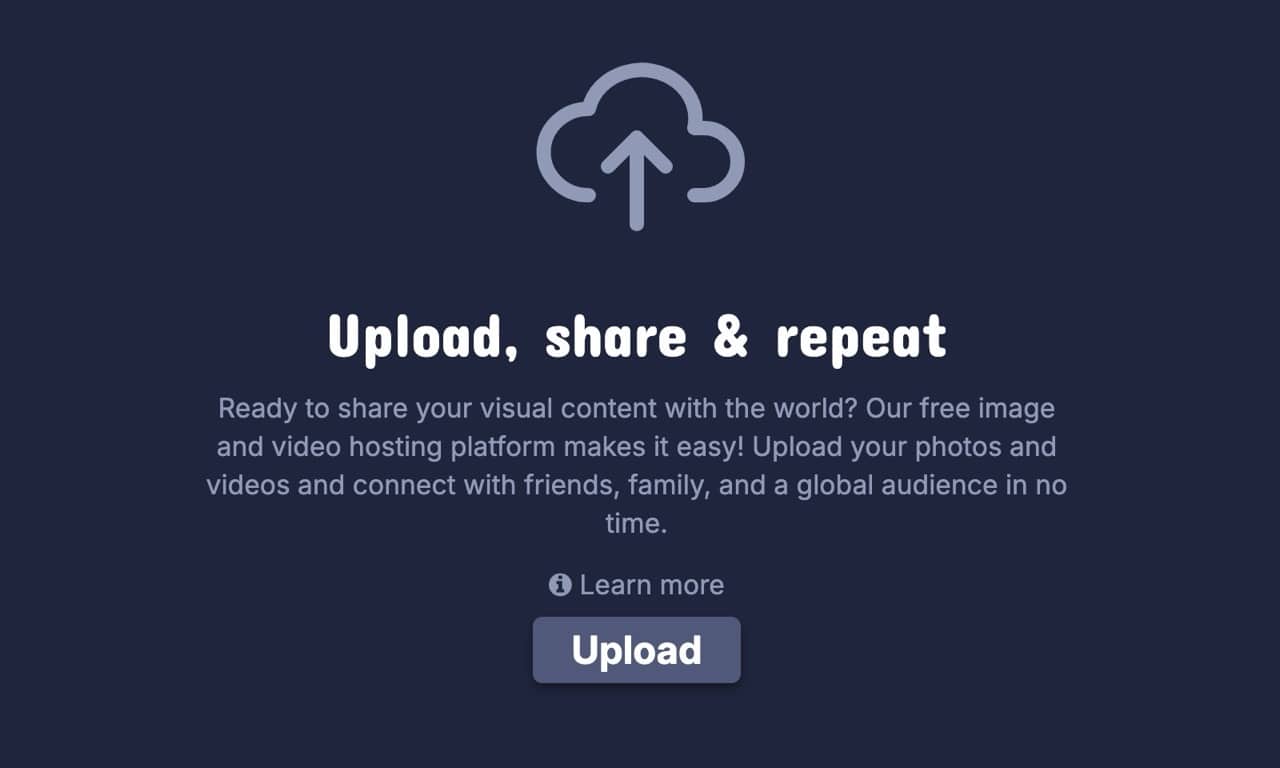 Upload, share & repeat
Ready to share your visual content with the world? Our free image
and video hosting platform makes it easy! Upload your photos and
videos and connect with friends, family, and a global audience in no
time.
Learn more
Upload